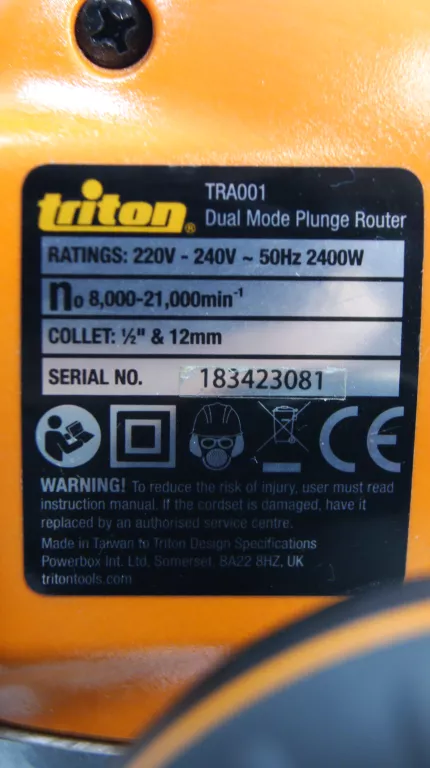 TRA001
triton® Dual Mode Plunge Router
RATINGS: 220V - 240V ~ 50Hz 2400W
no 8,000-21,000min⁻¹
COLLET: ½" & 12mm
SERIAL NO. 183423081
CE
WARNING! To reduce the risk of injury, user must read
instruction manual. If the cordset is damaged, have it
replaced by an authorised service centre.
Made in Taiwan to Triton Design Specifications
Powerbox Int. Ltd, Somerset, BA22 8HZ, UK
tritontools.com